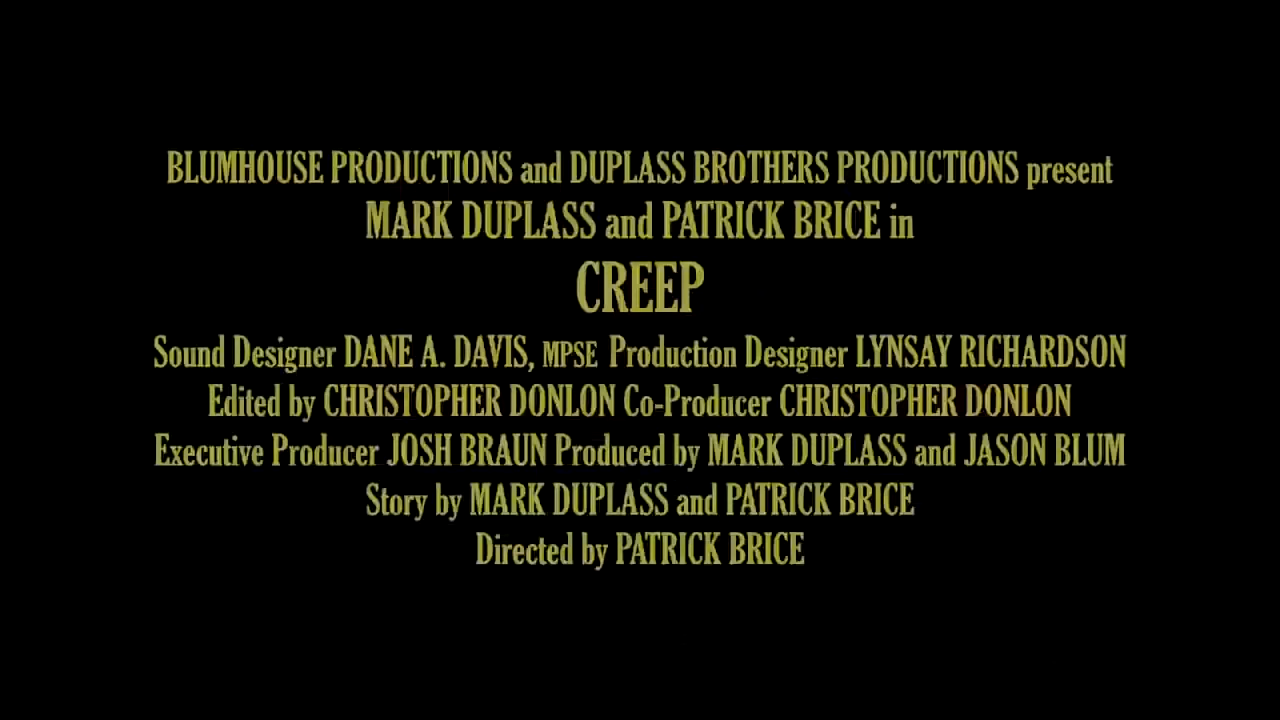 BLUMHOUSE PRODUCTIONS and DUPLASS BROTHERS PRODUCTIONS present
MARK DUPLASS and PATRICK BRICE in
CREEP
Sound Designer DANE A. DAVIS, MPSE Production Designer LYNSAY RICHARDSON
Edited by CHRISTOPHER DONLON Co-Producer CHRISTOPHER DONLON
Executive Producer JOSH BRAUN Produced by MARK DUPLASS and JASON BLUM
Story by MARK DUPLASS and PATRICK BRICE
Directed by PATRICK BRICE